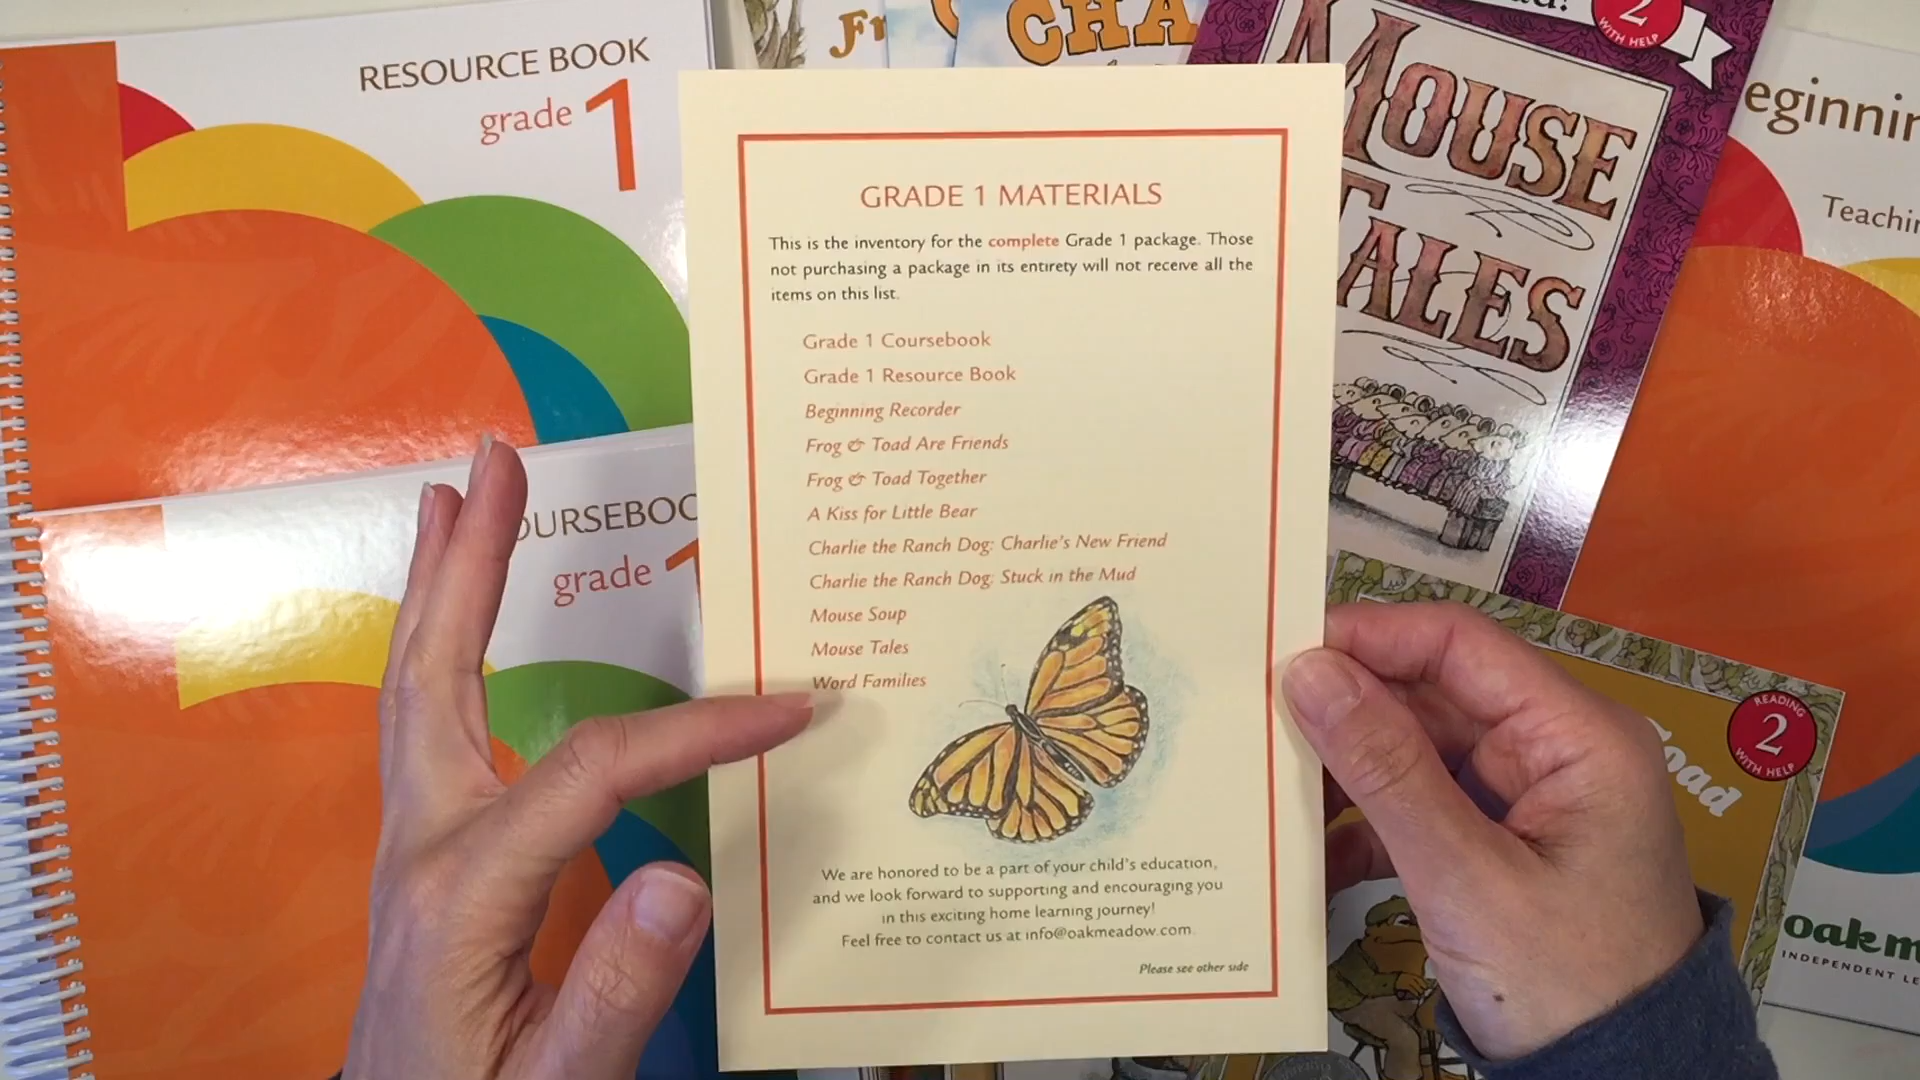 RESOURCE BOOK
grade 1
Fr
CHA
2
WITH HELP
MOUSE
TALES
eginnin
Teachin
GRADE 1 MATERIALS
This is the inventory for the complete Grade 1 package. Those
not purchasing a package in its entirety will not receive all the
items on this list.
Grade 1 Coursebook
Grade 1 Resource Book
Beginning Recorder
Frog & Toad Are Friends
Frog & Toad Together
A Kiss for Little Bear
Charlie the Ranch Dog: Charlie's New Friend
Charlie the Ranch Dog: Stuck in the Mud
Mouse Soup
Mouse Tales
Word Families
We are honored to be a part of your child's education,
and we look forward to supporting and encouraging you
in this exciting home learning journey!
Feel free to contact us at info@oakmeadow.com.
Please see other side
OURSEBOO
grade 1
READING
2
WITH HELP
Toad
oak m
INDEPENDENT LE